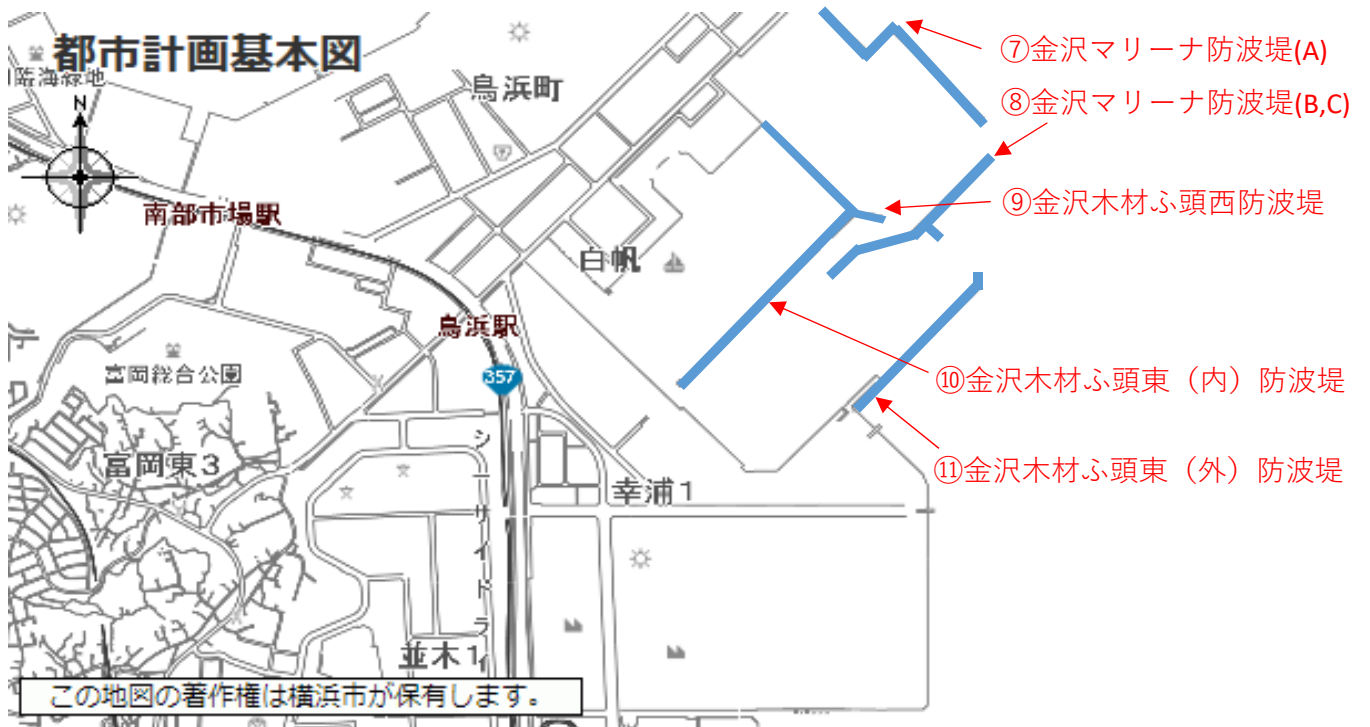 都市計画基本図
臨海緑地
N
鳥浜町
南部市場駅
白帆
鳥浜駅
357
富岡総合公園
富岡東3
シーサイドライ
幸浦1
並木1
この地図の著作権は横浜市が保有します。
⑦金沢マリーナ防波堤(A)
⑧金沢マリーナ防波堤(B,C)
⑨金沢木材ふ頭西防波堤
⑩金沢木材ふ頭東（内）防波堤
⑪金沢木材ふ頭東（外）防波堤